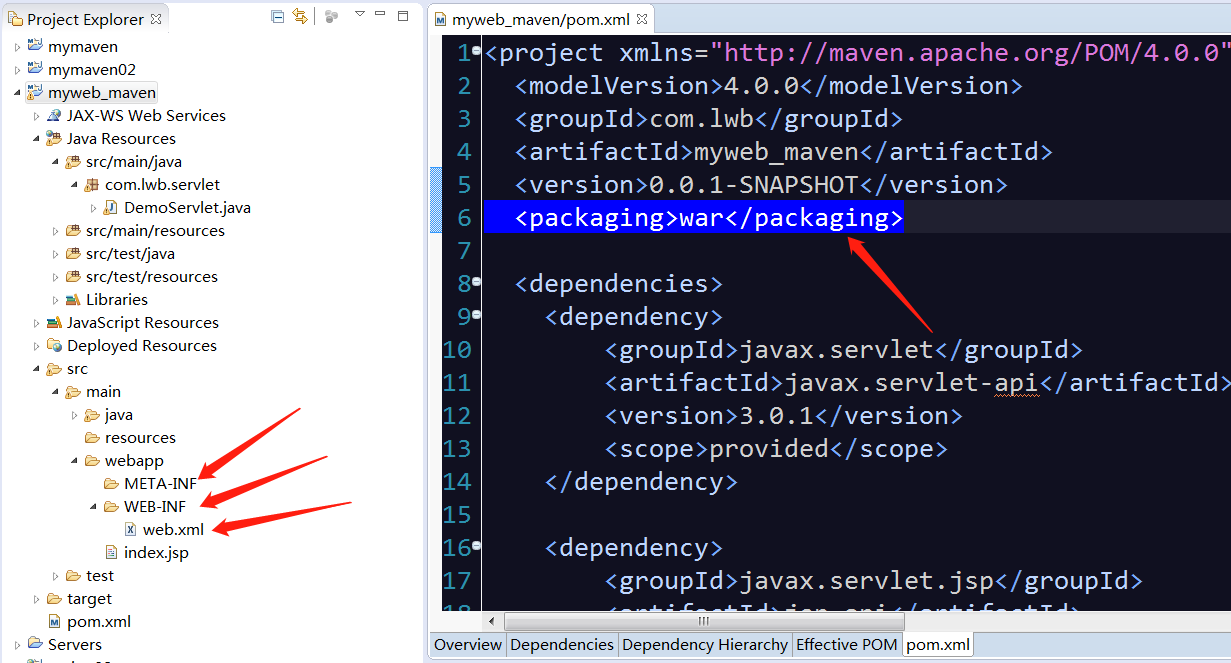 Project Explorer
mymaven
mymaven02
myweb_maven
JAX-WS Web Services
Java Resources
src/main/java
com.lwb.servlet
DemoServlet.java
src/main/resources
src/test/java
src/test/resources
Libraries
JavaScript Resources
Deployed Resources
src
main
java
resources
webapp
META-INF
WEB-INF
web.xml
index.jsp
test
target
pom.xml
Servers
myweb_maven/pom.xml
1 <project xmlns="http://maven.apache.org/POM/4.0.0"
2 <modelVersion>4.0.0</modelVersion>
3 <groupId>com.lwb</groupId>
4 <artifactId>myweb_maven</artifactId>
5 <version>0.0.1-SNAPSHOT</version>
6 <packaging>war</packaging>
7
8 <dependencies>
9 <dependency>
10 <groupId>javax.servlet</groupId>
11 <artifactId>javax.servlet-api</artifactId>
12 <version>3.0.1</version>
13 <scope>provided</scope>
14 </dependency>
15
16 <dependency>
17 <groupId>javax.servlet.jsp</groupId>
18 <artifactId>jsp-api</artifactId>
Overview Dependencies Dependency Hierarchy Effective POM pom.xml